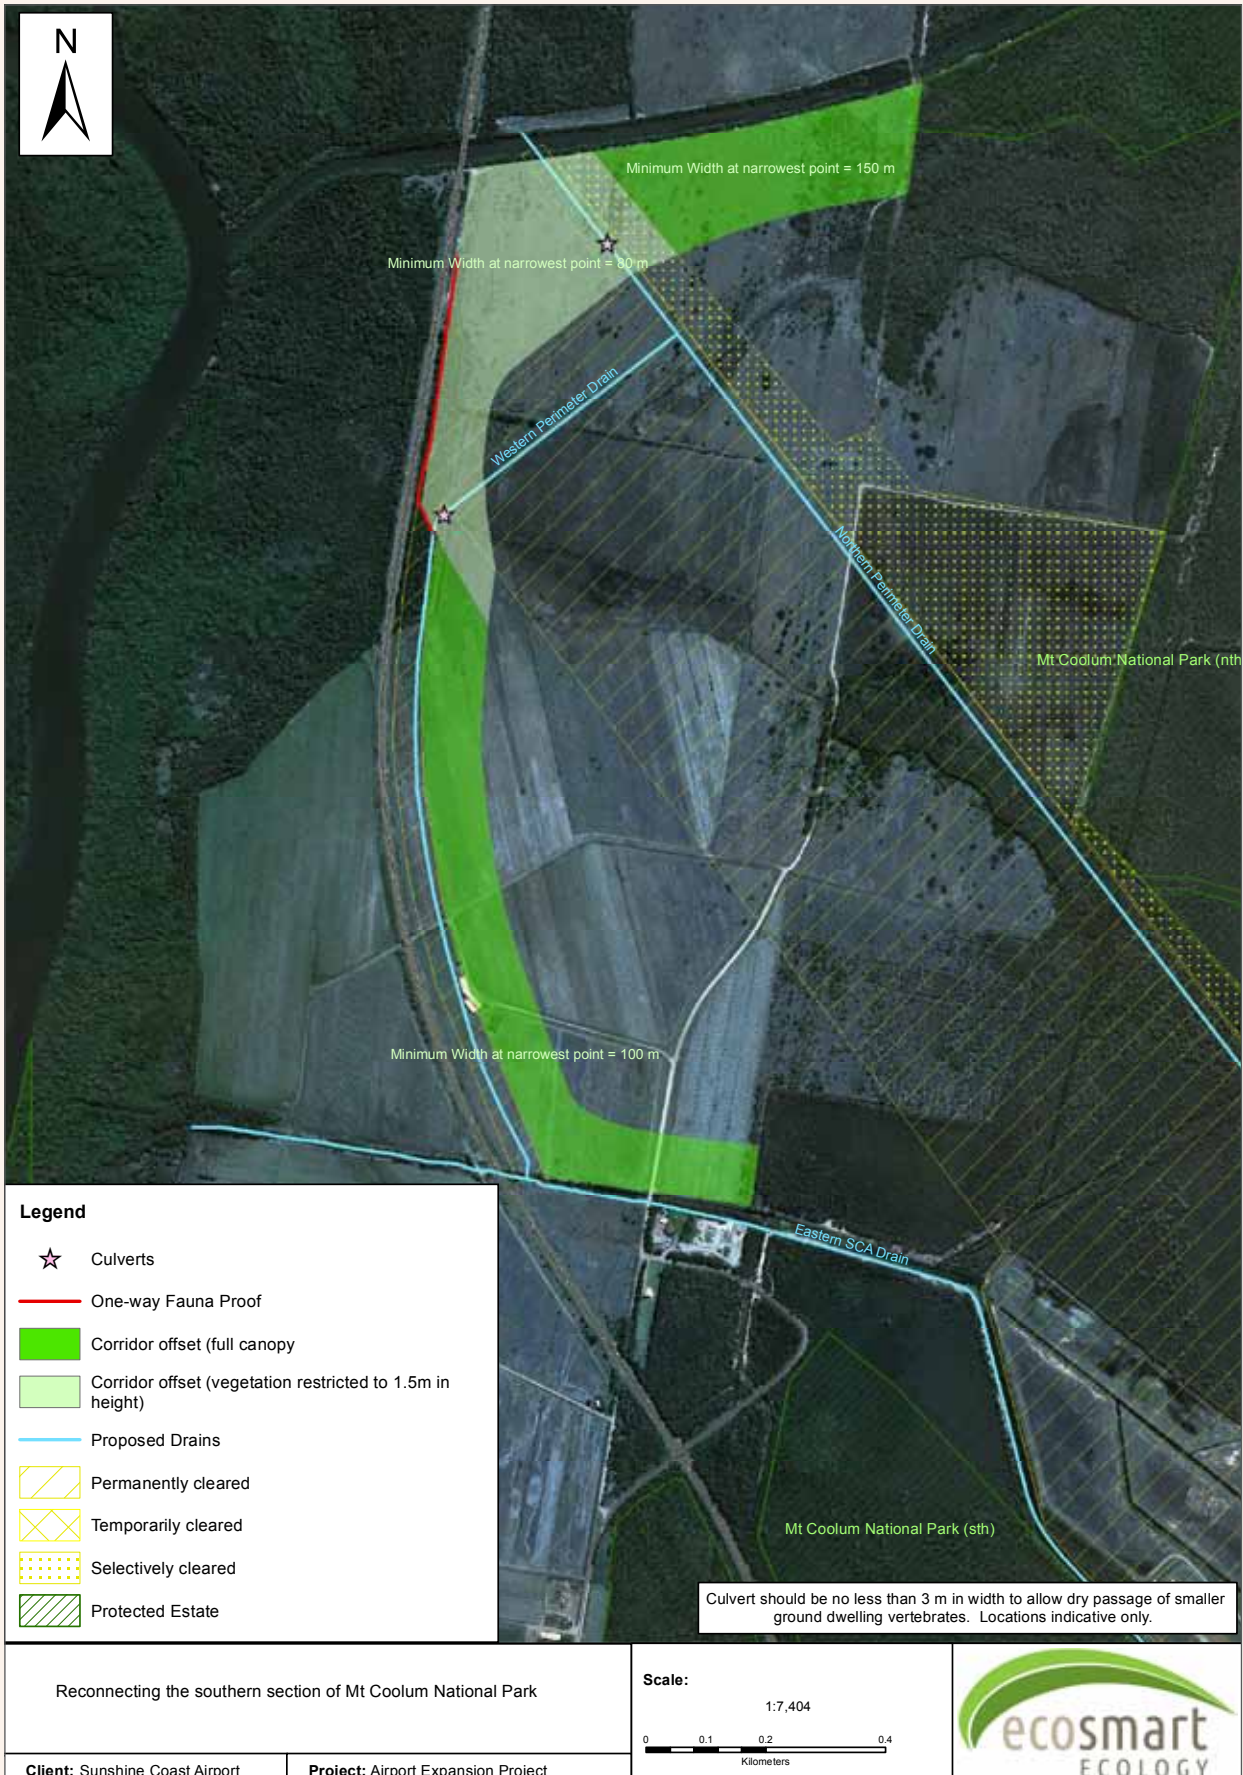 N
Minimum Width at narrowest point = 150 m
Minimum Width at narrowest point = 80 m
Western Perimeter Drain
Northern Perimeter Drain
Mt Coolum National Park (nth
Minimum Width at narrowest point = 100 m
Eastern SCA Drain
Mt Coolum National Park (sth)
Legend
Culverts
One-way Fauna Proof
Corridor offset (full canopy
Corridor offset (vegetation restricted to 1.5m in
height)
Proposed Drains
Permanently cleared
Temporarily cleared
Selectively cleared
Protected Estate
Culvert should be no less than 3 m in width to allow dry passage of smaller
ground dwelling vertebrates. Locations indicative only.
Reconnecting the southern section of Mt Coolum National Park
Scale:
1:7,404
0 0.1 0.2 0.4
Kilometers
ecosmart
ECOLOGY
Client: Sunshine Coast Airport
Project: Airport Expansion Project